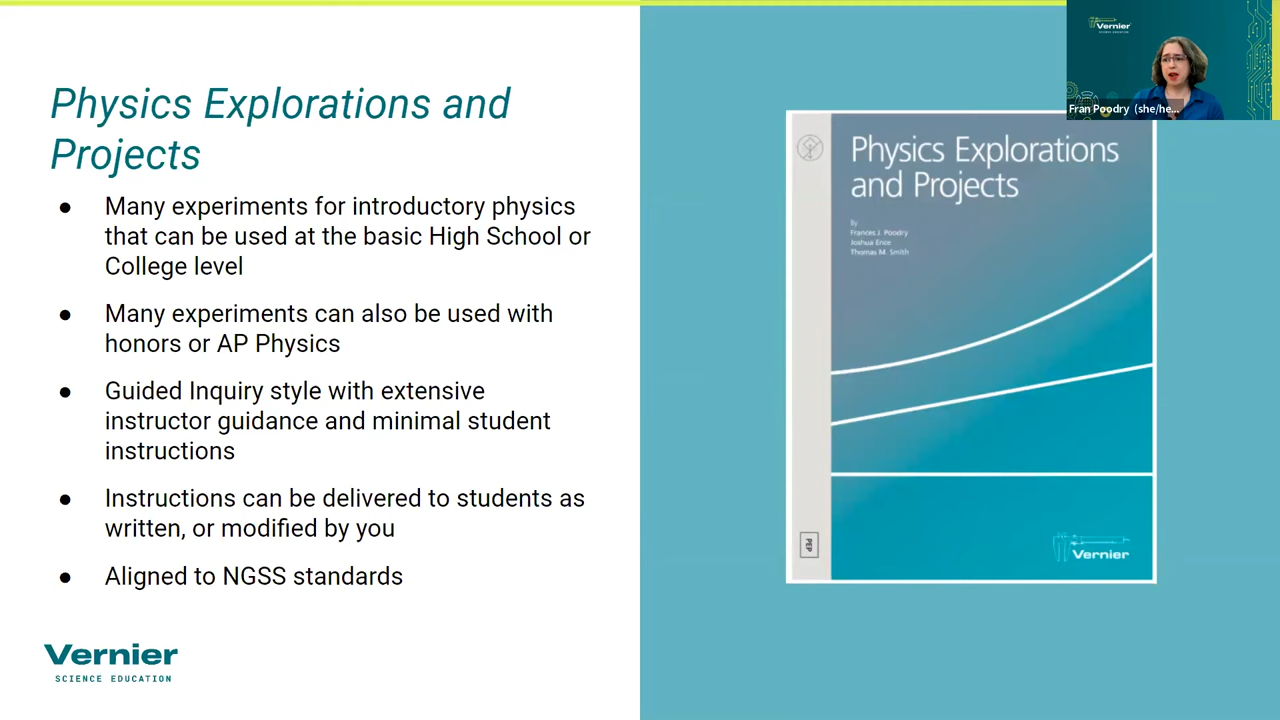 Physics Explorations and
Projects
● Many experiments for introductory physics
that can be used at the basic High School or
College level
● Many experiments can also be used with
honors or AP Physics
● Guided Inquiry style with extensive
instructor guidance and minimal student
instructions
● Instructions can be delivered to students as
written, or modified by you
● Aligned to NGSS standards
Vernier
SCIENCE EDUCATION
Physics Explorations
and Projects
By
Frances J. Poodry
Joshua Ence
Thomas M. Smith
PEP
Vernier
Vernier
SCIENCE EDUCATION
Fran Poodry (she/he...